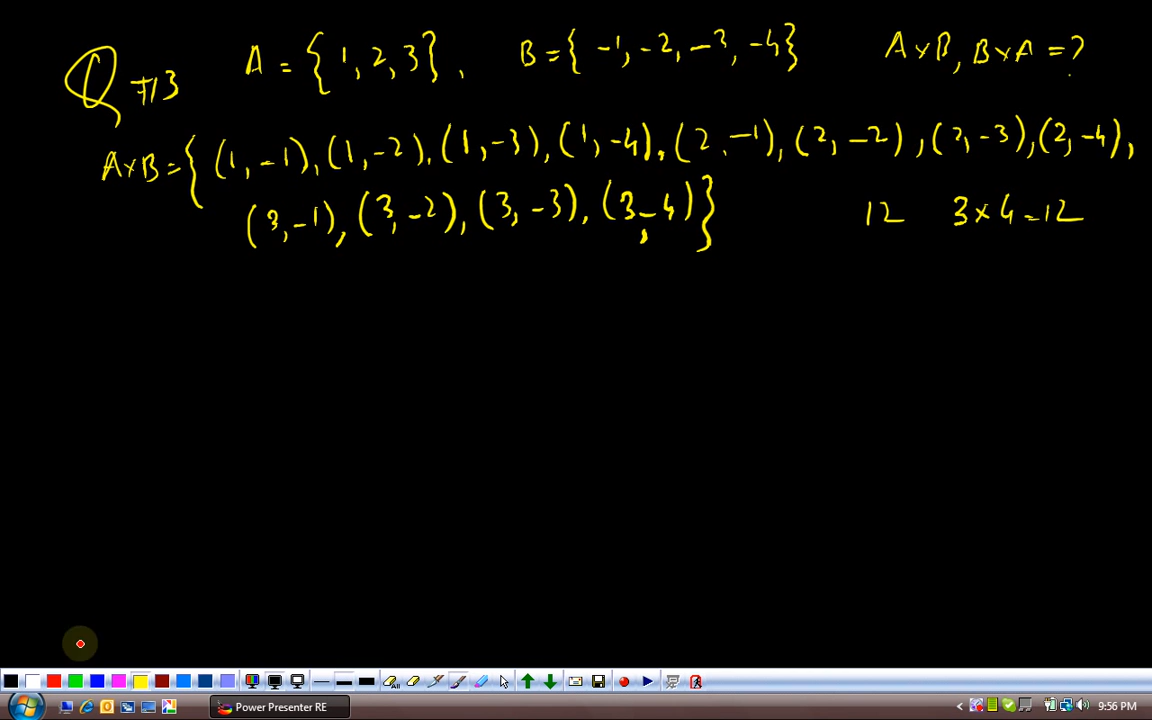 Q #3 A = {1, 2, 3}, B = {-1, -2, -3, -4} A×B, B×A = ?
A×B = {(1, -1), (1, -2), (1, -3), (1, -4), (2, -1), (2, -2), (2, -3), (2, -4),
(3, -1), (3, -2), (3, -3), (3, -4)} 12 3×4=12
Power Presenter RE
9:56 PM